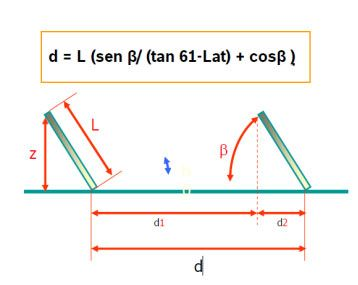 d = L (sen β/ (tan 61-Lat) + cosβ )
L
z
β
h
d1
d2
d